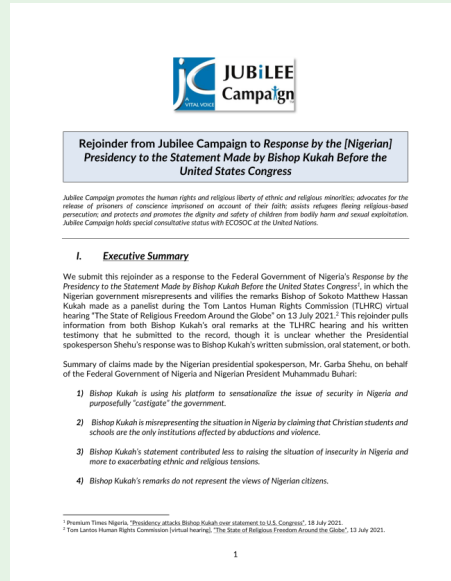 JC
A
VITAL VOICE
JUBiLEE
Campaign
Rejoinder from Jubilee Campaign to Response by the [Nigerian]
Presidency to the Statement Made by Bishop Kukah Before the
United States Congress
Jubilee Campaign promotes the human rights and religious liberty of ethnic and religious minorities; advocates for the
release of prisoners of conscience imprisoned on account of their faith; assists refugees fleeing religious-based
persecution; and protects and promotes the dignity and safety of children from bodily harm and sexual exploitation.
Jubilee Campaign holds special consultative status with ECOSOC at the United Nations.
I. Executive Summary
We submit this rejoinder as a response to the Federal Government of Nigeria's Response by the
Presidency to the Statement Made by Bishop Kukah Before the United States Congress1, in which the
Nigerian government misrepresents and vilifies the remarks Bishop of Sokoto Matthew Hassan
Kukah made as a panelist during the Tom Lantos Human Rights Commission (TLHRC) virtual
hearing "The State of Religious Freedom Around the Globe" on 13 July 2021.2 This rejoinder pulls
information from both Bishop Kukah's oral remarks at the TLHRC hearing and his written
testimony that he submitted to the record, though it is unclear whether the Presidential
spokesperson Shehu's response was to Bishop Kukah's written submission, oral statement, or both.
Summary of claims made by the Nigerian presidential spokesperson, Mr. Garba Shehu, on behalf
of the Federal Government of Nigeria and Nigerian President Muhammadu Buhari:
1) Bishop Kukah is using his platform to sensationalize the issue of security in Nigeria and
purposefully "castigate" the government.
2) Bishop Kukah is misrepresenting the situation in Nigeria by claiming that Christian students and
schools are the only institutions affected by abductions and violence.
3) Bishop Kukah's statement contributed less to raising the situation of insecurity in Nigeria and
more to exacerbating ethnic and religious tensions.
4) Bishop Kukah's remarks do not represent the views of Nigerian citizens.
1 Premium Times Nigeria, "Presidency attacks Bishop Kukah over statement to U.S. Congress", 18 July 2021.
2 Tom Lantos Human Rights Commission [virtual hearing], "The State of Religious Freedom Around the Globe", 13 July 2021.
1